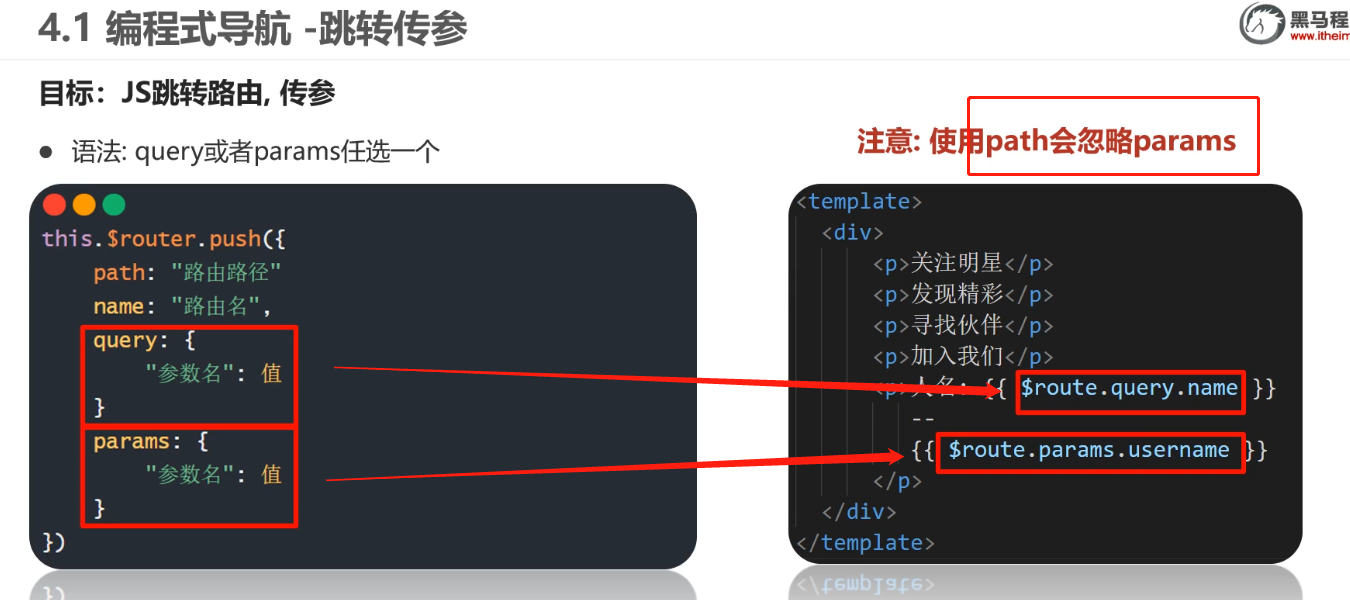 4.1 编程式导航 -跳转传参
黑马程
www.itheim
目标：JS跳转路由, 传参
注意: 使用path会忽略params
● 语法: query或者params任选一个
this.$router.push({
path: "路由路径"
name: "路由名",
query: {
"参数名": 值
}
params: {
"参数名": 值
}
})
<template>
<div>
<p>关注明星</p>
<p>发现精彩</p>
<p>寻找伙伴</p>
<p>加入我们</p>
<p>人名: {{ $route.query.name }}
--
{{ $route.params.username }}
</p>
</div>
</template>